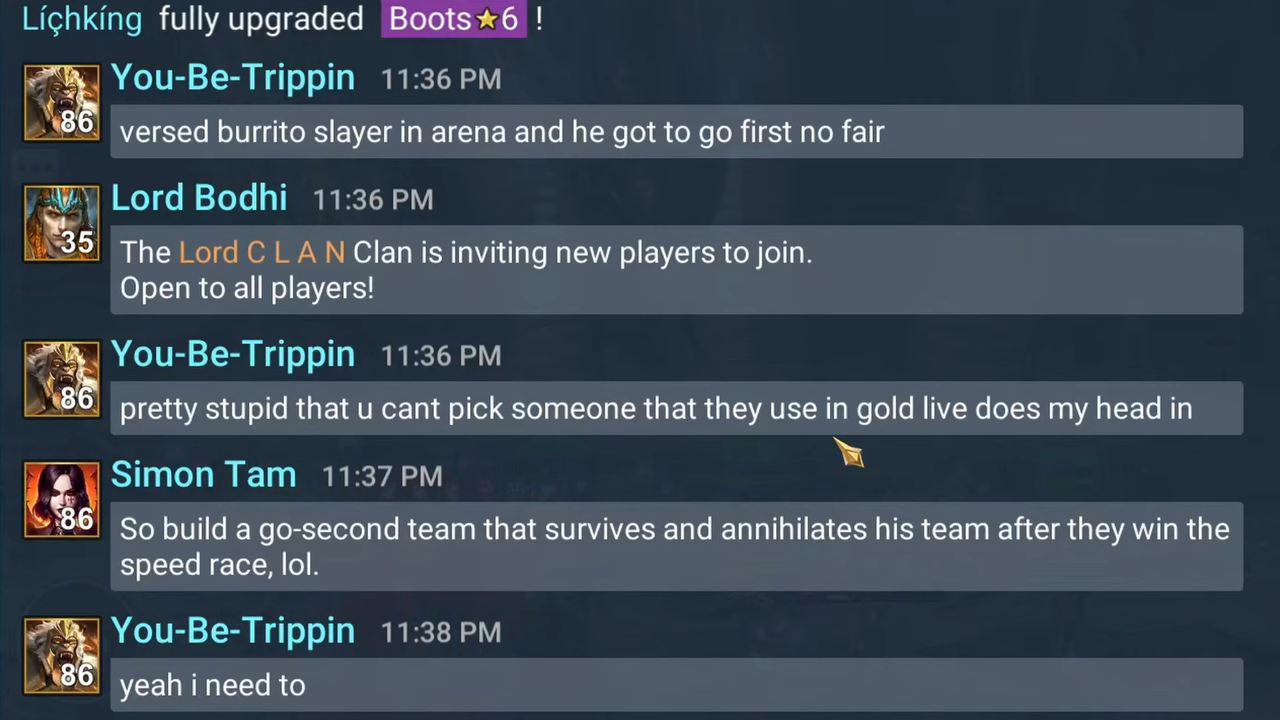 Líçhkíng fully upgraded Boots★6 !
You-Be-Trippin 11:36 PM
86
versed burrito slayer in arena and he got to go first no fair
Lord Bodhi 11:36 PM
35
The Lord C L A N Clan is inviting new players to join.
Open to all players!
You-Be-Trippin 11:36 PM
86
pretty stupid that u cant pick someone that they use in gold live does my head in
Simon Tam 11:37 PM
86
So build a go-second team that survives and annihilates his team after they win the
speed race, lol.
You-Be-Trippin 11:38 PM
86
yeah i need to